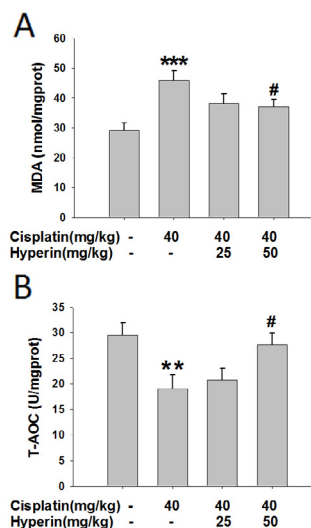 A
60
50
40
30
20
10
0
MDA (nmol/mgprot)
***
#
Cisplatin(mg/kg) - 40 40 40
Hyperin(mg/kg) - - 25 50
B
35
30
25
20
15
10
5
0
T-AOC (U/mgprot)
**
#
Cisplatin(mg/kg) - 40 40 40
Hyperin(mg/kg) - - 25 50